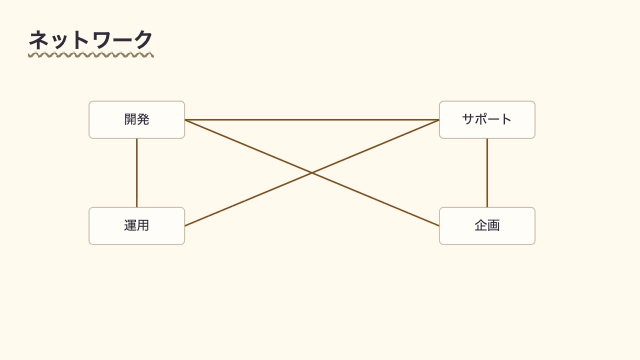 ネットワーク
開発
サポート
運用
企画